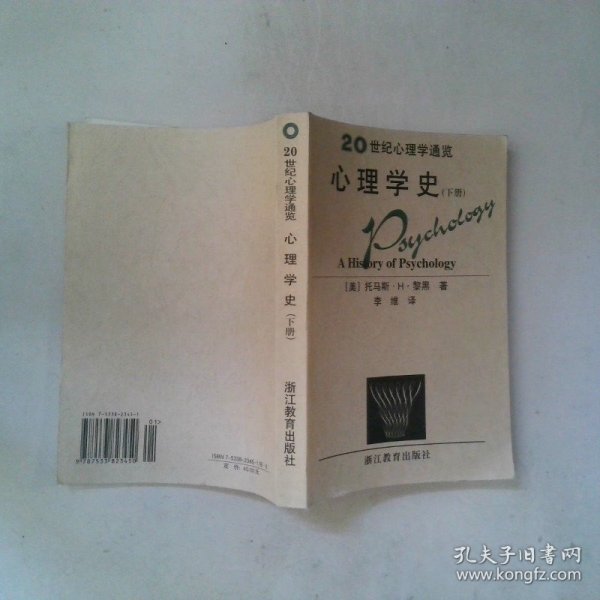 20世纪心理学通览
心理学史(下册)
Psychology
A History of Psychology
[美] 托马斯·H·黎黑 著
李维 译
浙江教育出版社
20世纪心理学通览
心理学史(下册)
浙江教育出版社
01>
孔夫子旧书网
www.kongfz.com